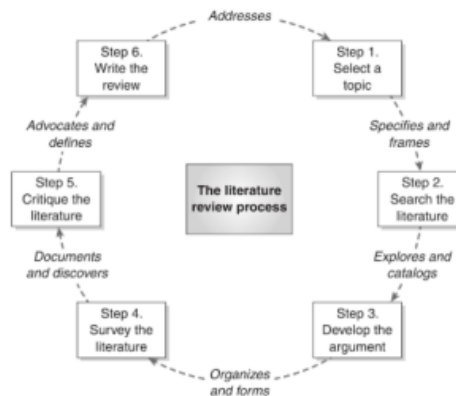 Addresses
Step 6.
Write the
review
Step 1.
Select a
topic
Advocates and
defines
Specifies and
frames
Step 5.
Critique the
literature
The literature
review process
Step 2.
Search the
literature
Documents
and discovers
Explores and
catalogs
Step 4.
Survey the
literature
Step 3.
Develop the
argument
Organizes
and forms